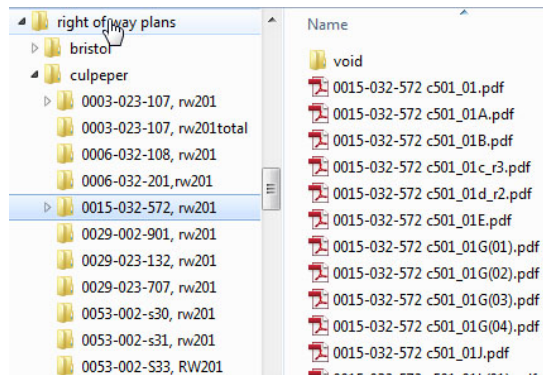 right of way plans
bristol
culpeper
0003-023-107, rw201
0003-023-107, rw201total
0006-032-108, rw201
0006-032-201,rw201
0015-032-572, rw201
0029-002-901, rw201
0029-023-132, rw201
0029-023-707, rw201
0053-002-s30, rw201
0053-002-s31, rw201
0053-002-S33, RW201
Name
void
0015-032-572 c501_01.pdf
0015-032-572 c501_01A.pdf
0015-032-572 c501_01B.pdf
0015-032-572 c501_01c_r3.pdf
0015-032-572 c501_01d_r2.pdf
0015-032-572 c501_01E.pdf
0015-032-572 c501_01G(01).pdf
0015-032-572 c501_01G(02).pdf
0015-032-572 c501_01G(03).pdf
0015-032-572 c501_01G(04).pdf
0015-032-572 c501_01J.pdf